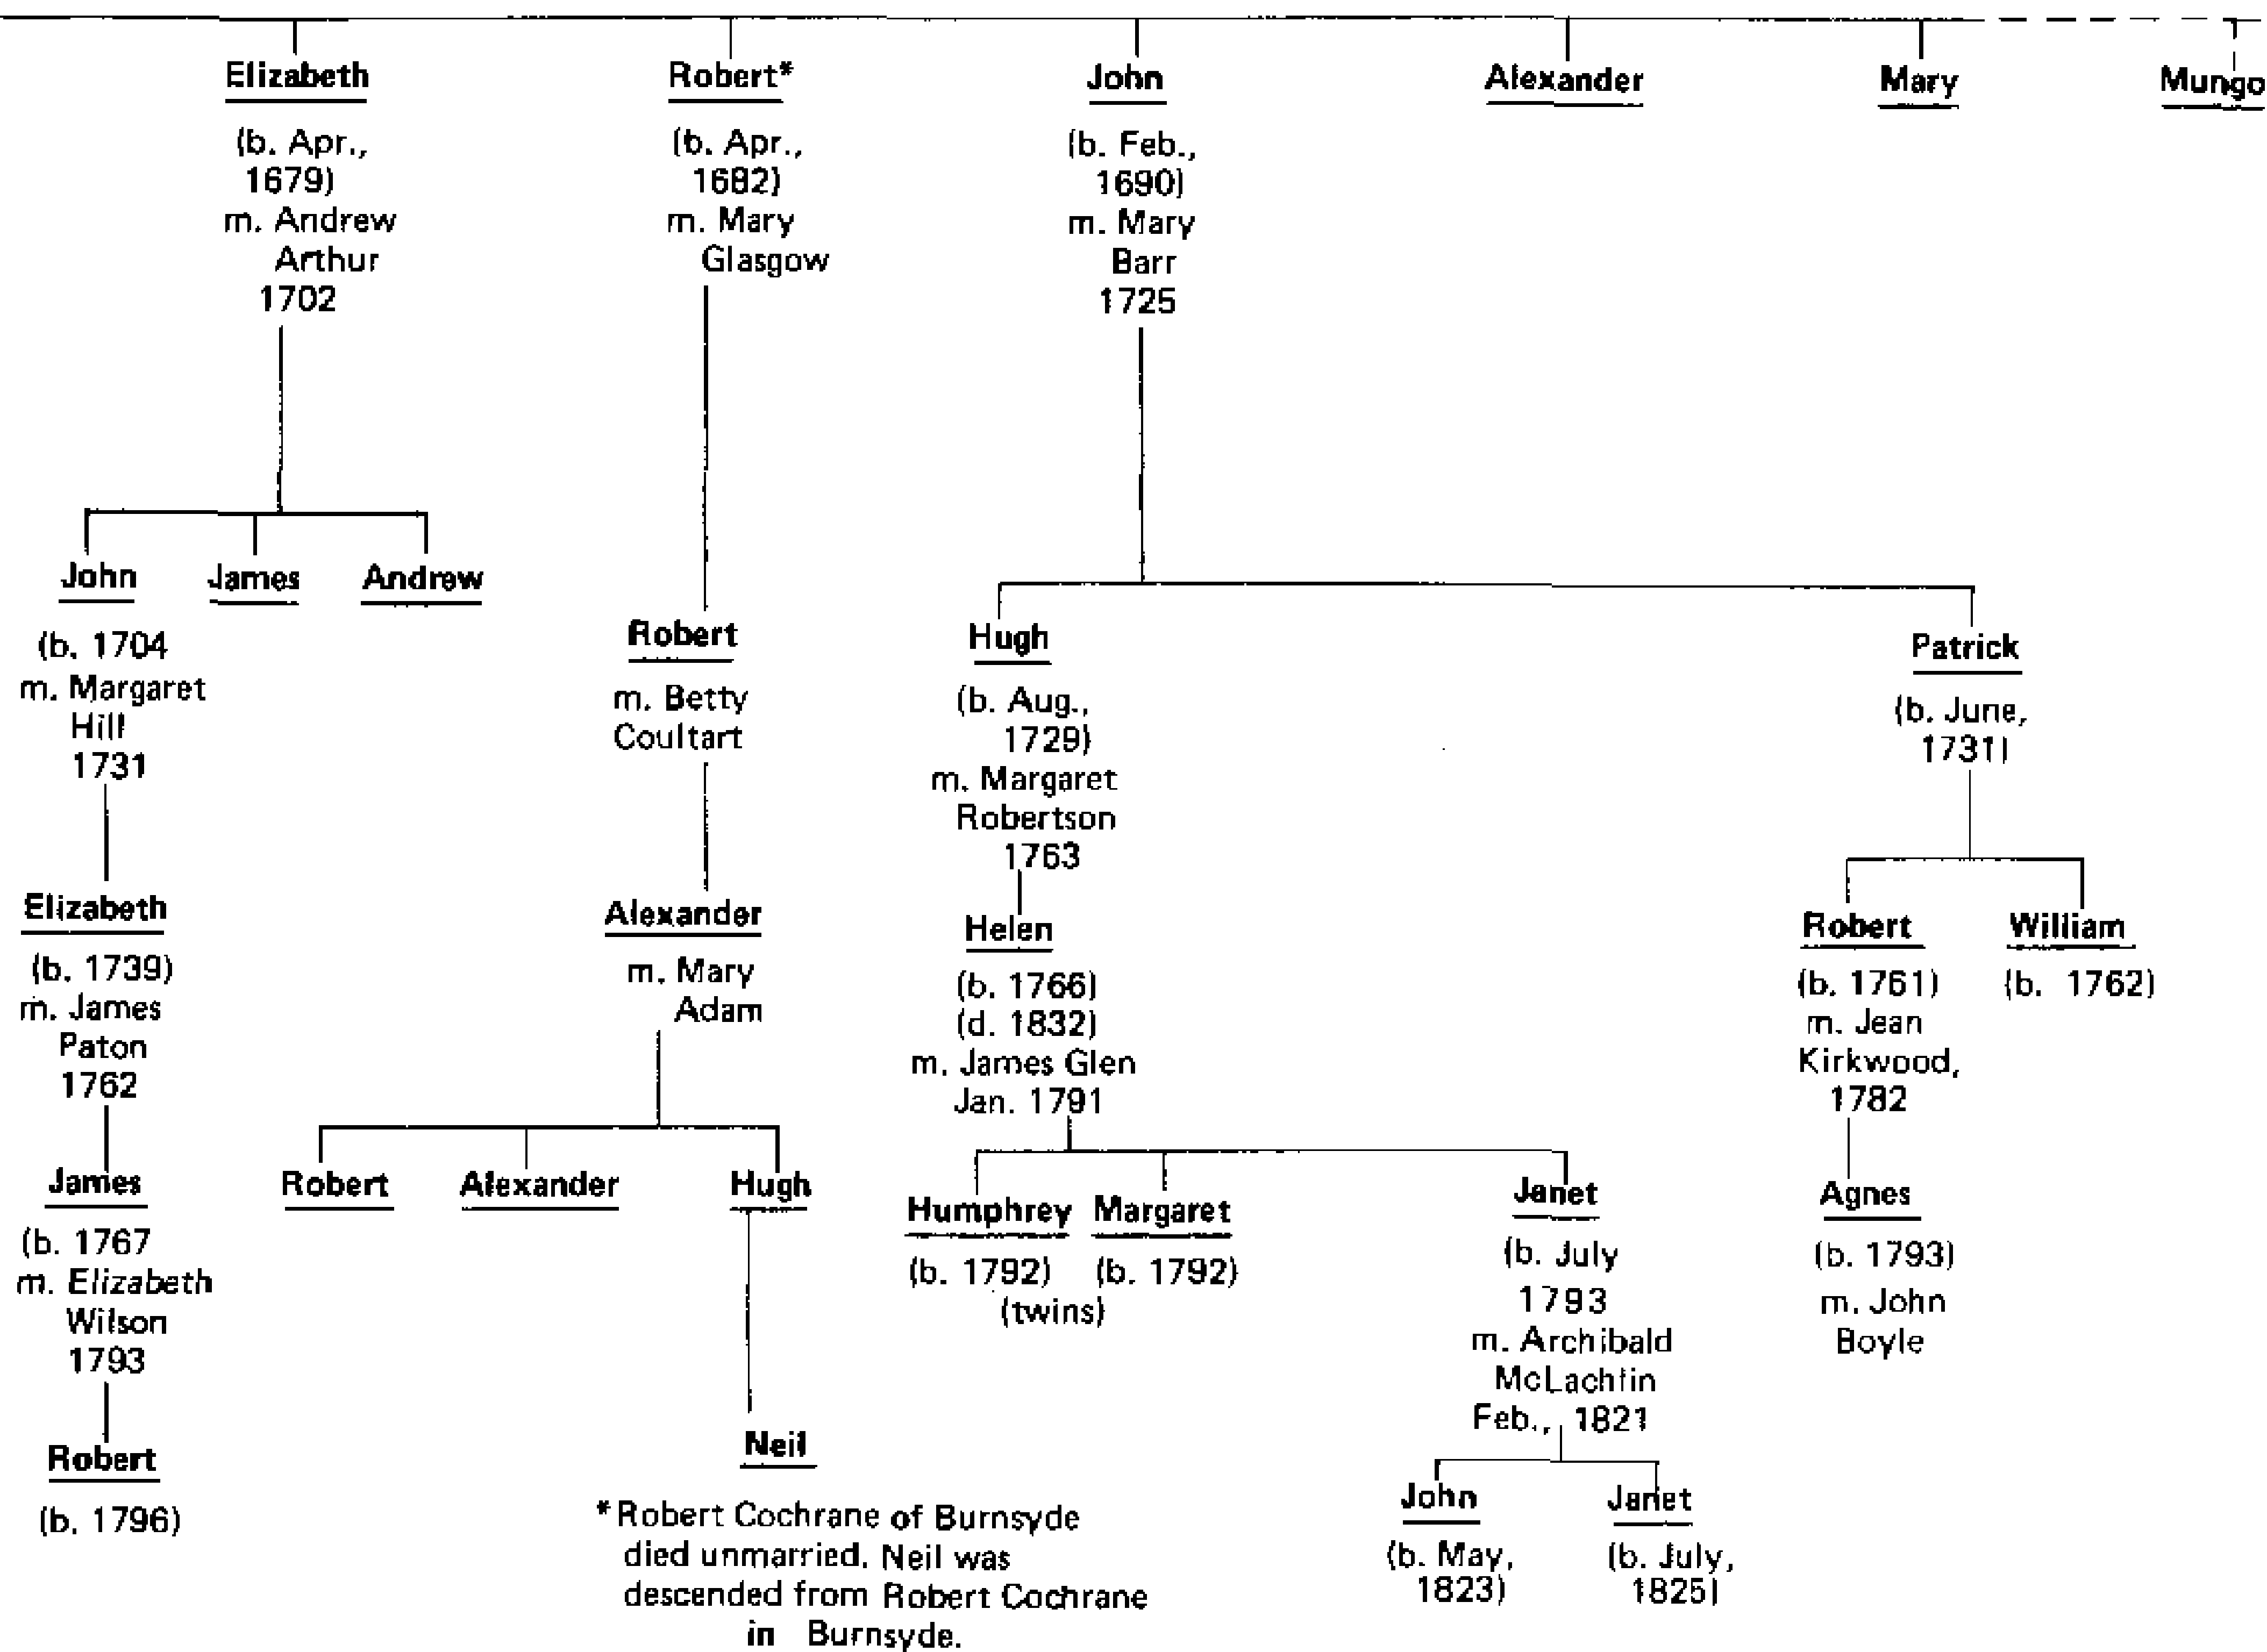 Elizabeth
(b. Apr.,
1679)
m. Andrew
Arthur
1702
Robert*
(b. Apr.,
1682)
m. Mary
Glasgow
John
(b. Feb.,
1690)
m. Mary
Barr
1725
Alexander
Mary
Mungo
John
(b. 1704
m. Margaret
Hill
1731
James
Andrew
Elizabeth
(b. 1739)
m. James
Paton
1762
James
(b. 1767
m. Elizabeth
Wilson
1793
Robert
(b. 1796)
Robert
m. Betty
Coultart
Alexander
m. Mary
Adam
Robert
Alexander
Hugh
Neil
*Robert Cochrane of Burnsyde
died unmarried. Neil was
descended from Robert Cochrane
in Burnsyde.
Hugh
(b. Aug.,
1729)
m. Margaret
Robertson
1763
Helen
(b. 1766)
(d. 1832)
m. James Glen
Jan. 1791
Humphrey
(b. 1792)
Margaret
(b. 1792)
(twins)
Janet
(b. July
1793
m. Archibald
McLachlin
Feb., 1821
John
(b. May,
1823)
Janet
(b. July,
1825)
Patrick
(b. June,
1731)
Robert
(b. 1761)
m. Jean
Kirkwood,
1782
William
(b. 1762)
Agnes
(b. 1793)
m. John
Boyle